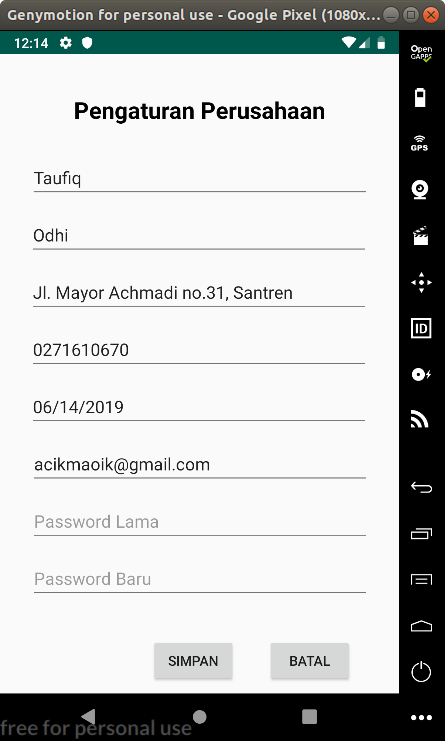 Genymotion for personal use - Google Pixel (1080x...
12:14
Open
GAPPS
GPS
ID
Pengaturan Perusahaan
Taufiq
Odhi
Jl. Mayor Achmadi no.31, Santren
0271610670
06/14/2019
acikmaoik@gmail.com
Password Lama
Password Baru
SIMPAN BATAL
free for personal use